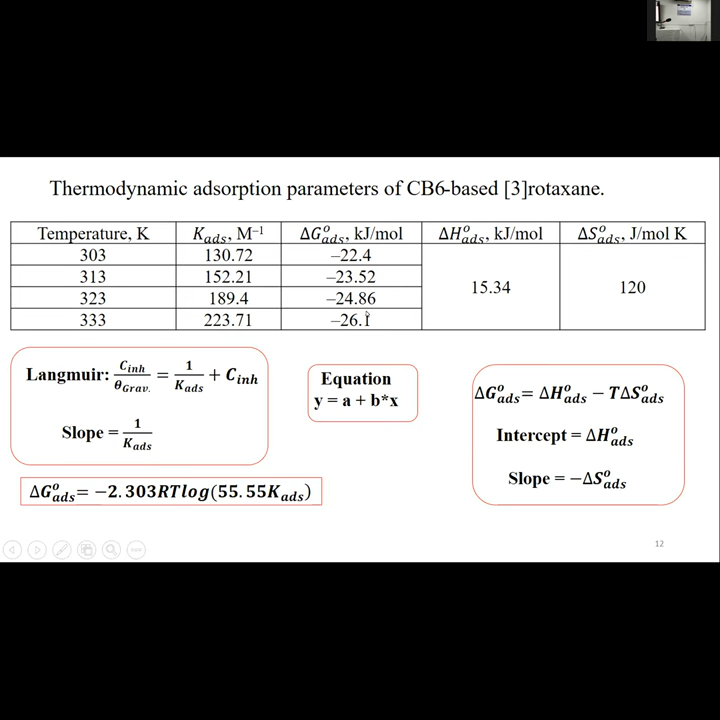 Thermodynamic adsorption parameters of CB6-based [3]rotaxane.
Temperature, K K_ads, M⁻¹ ΔG°_ads, kJ/mol ΔH°_ads, kJ/mol ΔS°_ads, J/mol K
303 130.72 –22.4
313 152.21 –23.52
15.34 120
323 189.4 –24.86
333 223.71 –26.1
Langmuir: C_inh/θ_Grav. = 1/K_ads + C_inh
Slope = 1/K_ads
ΔG°_ads= −2.303RTlog(55.55K_ads)
Equation
y = a + b*x
ΔG°_ads= ΔH°_ads − TΔS°_ads
Intercept = ΔH°_ads
Slope = −ΔS°_ads
12